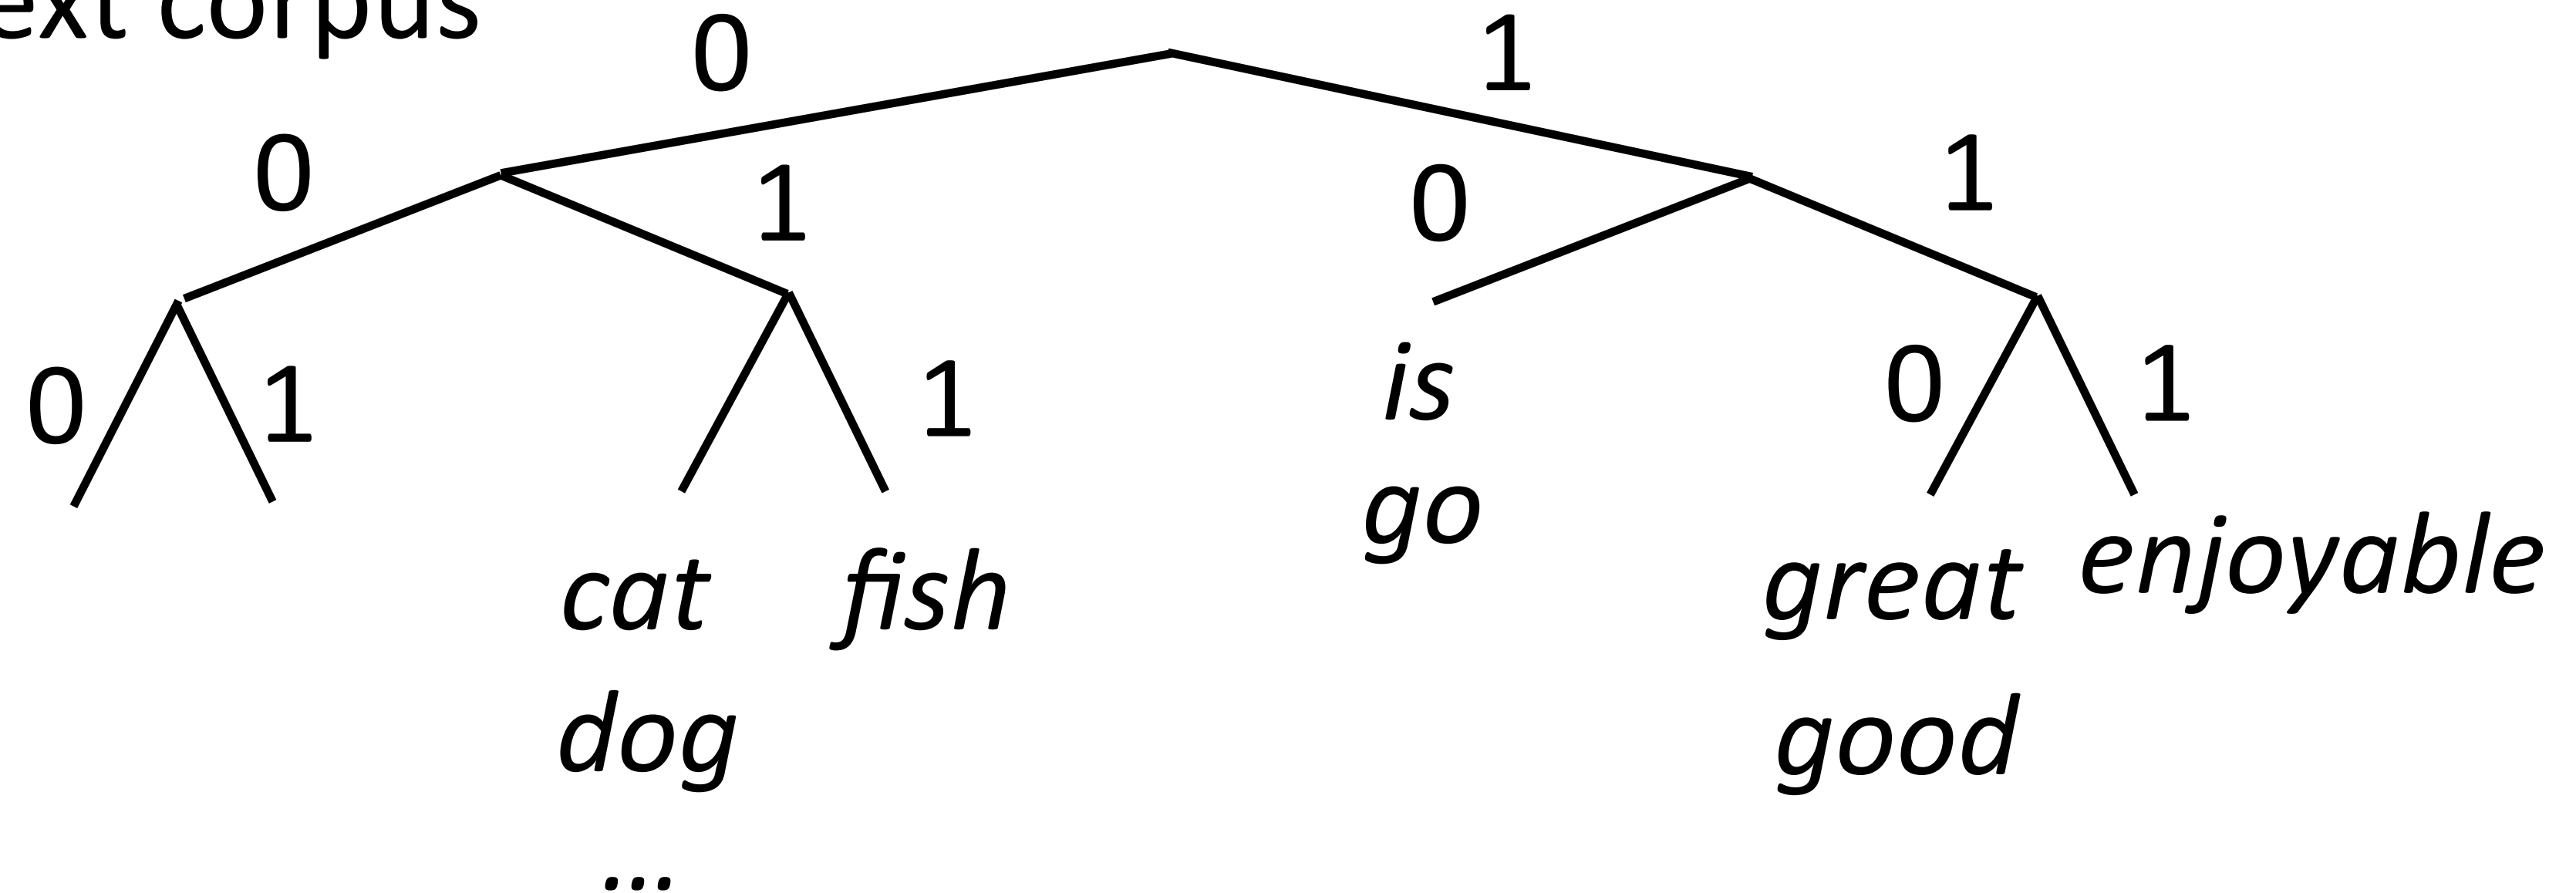 ext corpus
0 1
0 1 0 1
0 1 1 0 1
is
go
cat fish great enjoyable
dog good
...